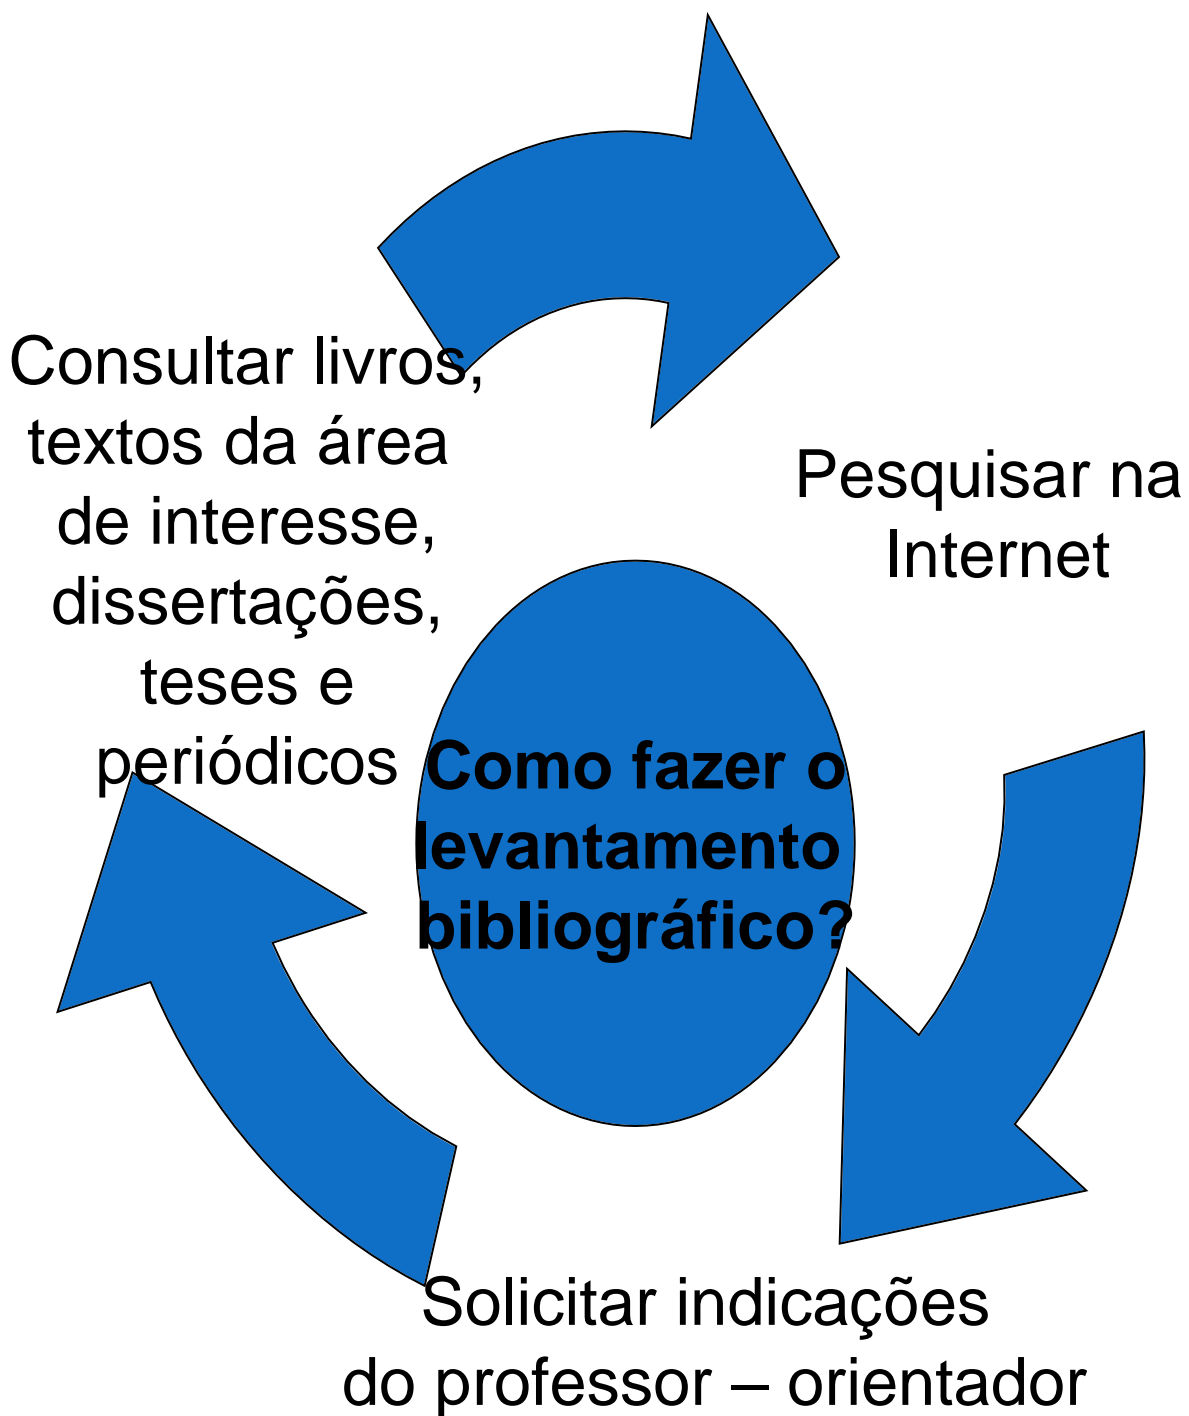 Consultar livros,
textos da área
de interesse,
dissertações,
teses e
periódicos
Pesquisar na
Internet
Como fazer o
levantamento
bibliográfico?
Solicitar indicações
do professor – orientador